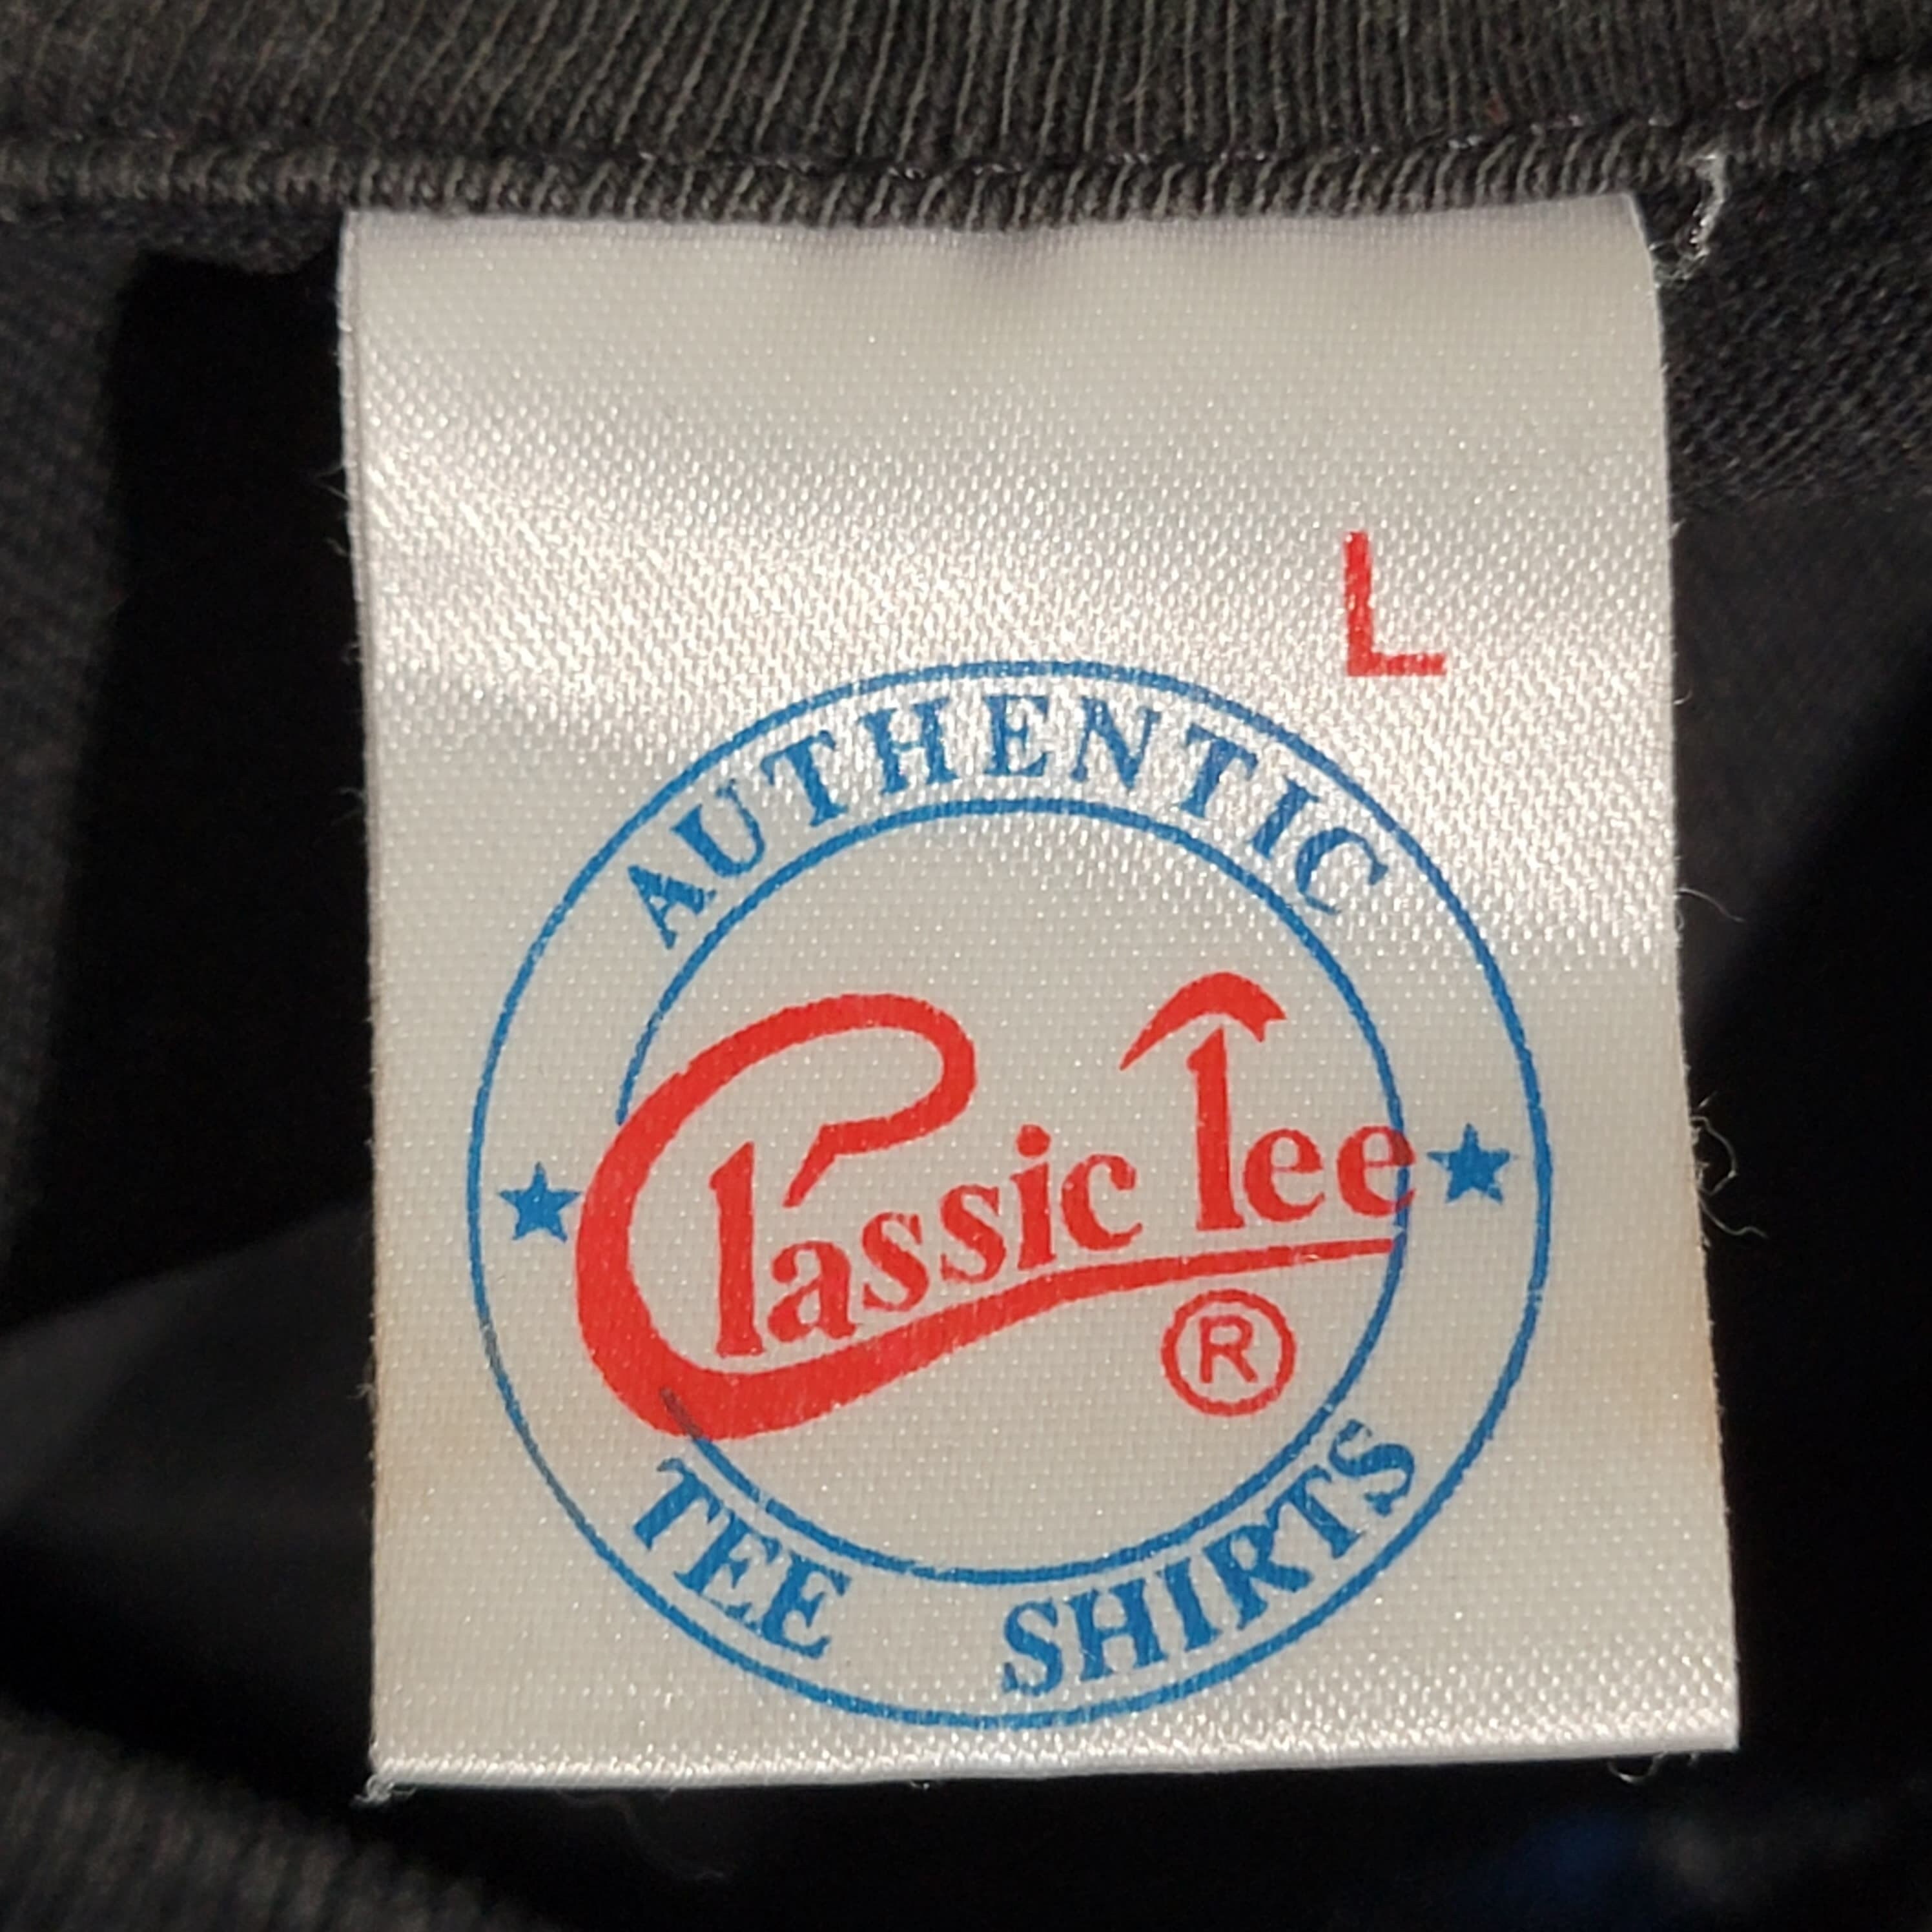 L
AUTHENTIC
Classic Tee
®
TEE SHIRTS